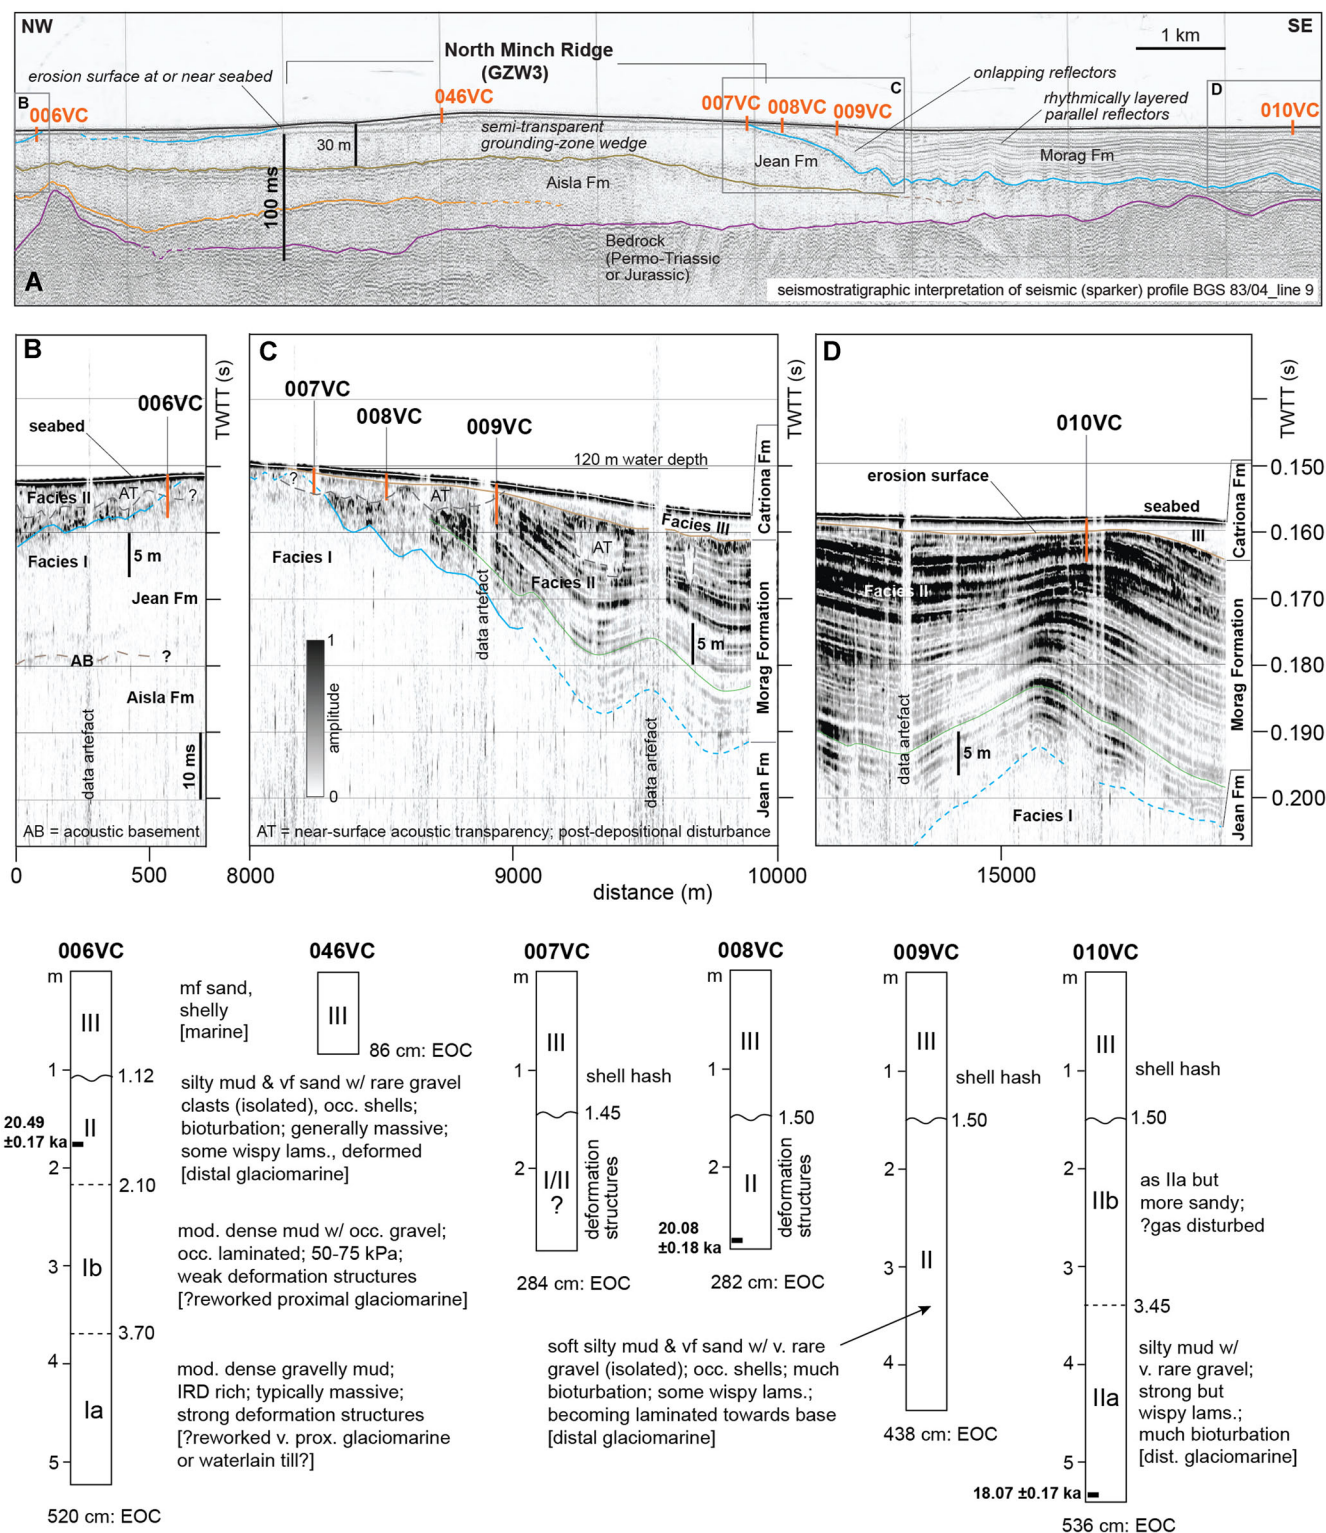 NW
SE
North Minch Ridge
(GZW3)
1 km
erosion surface at or near seabed
onlapping reflectors
rhythmically layered
parallel reflectors
B
006VC
046VC
007VC
008VC
009VC
C
D
010VC
semi-transparent
grounding-zone wedge
30 m
100 ms
Jean Fm
Morag Fm
Aisla Fm
Bedrock
(Permo-Triassic
or Jurassic)
A
seismostratigraphic interpretation of seismic (sparker) profile BGS 83/04_line 9
B
TWTT (s)
006VC
seabed
Facies II
AT
?
Facies I
5 m
Jean Fm
AB
?
Aisla Fm
data artefact
10 ms
AB = acoustic basement
0
500
C
TWTT (s)
007VC
008VC
009VC
120 m water depth
?
AT
Facies III
Catriona Fm
Facies I
AT
Facies II
data artefact
5 m
Morag Formation
1
amplitude
0
data artefact
Jean Fm
AT = near-surface acoustic transparency; post-depositional disturbance
8000
9000
10000
distance (m)
D
TWTT (s)
010VC
erosion surface
seabed
III
Catriona Fm
Facies II
Morag Formation
data artefact
5 m
Facies I
Jean Fm
0.150
0.160
0.170
0.180
0.190
0.200
15000
006VC
m
III
1
1.12
20.49
±0.17 ka
II
2
2.10
3
Ib
3.70
4
Ia
5
520 cm: EOC
mf sand,
shelly
[marine]
silty mud & vf sand w/ rare gravel
clasts (isolated), occ. shells;
bioturbation; generally massive;
some wispy lams., deformed
[distal glaciomarine]
mod. dense mud w/ occ. gravel;
occ. laminated; 50-75 kPa;
weak deformation structures
[?reworked proximal glaciomarine]
mod. dense gravelly mud;
IRD rich; typically massive;
strong deformation structures
[?reworked v. prox. glaciomarine
or waterlain till?]
046VC
III
86 cm: EOC
007VC
m
III
1
shell hash
1.45
2
I/II
?
deformation
structures
284 cm: EOC
008VC
m
III
1
1.50
2
II
deformation
structures
20.08
±0.18 ka
282 cm: EOC
009VC
m
III
1
shell hash
1.50
2
II
3
4
438 cm: EOC
soft silty mud & vf sand w/ v. rare
gravel (isolated); occ. shells; much
bioturbation; some wispy lams.;
becoming laminated towards base
[distal glaciomarine]
010VC
m
III
1
shell hash
1.50
2
IIb
as IIa but
more sandy;
?gas disturbed
3
3.45
4
IIa
silty mud w/
v. rare gravel;
strong but
wispy lams.;
much bioturbation
[dist. glaciomarine]
5
18.07 ±0.17 ka
536 cm: EOC